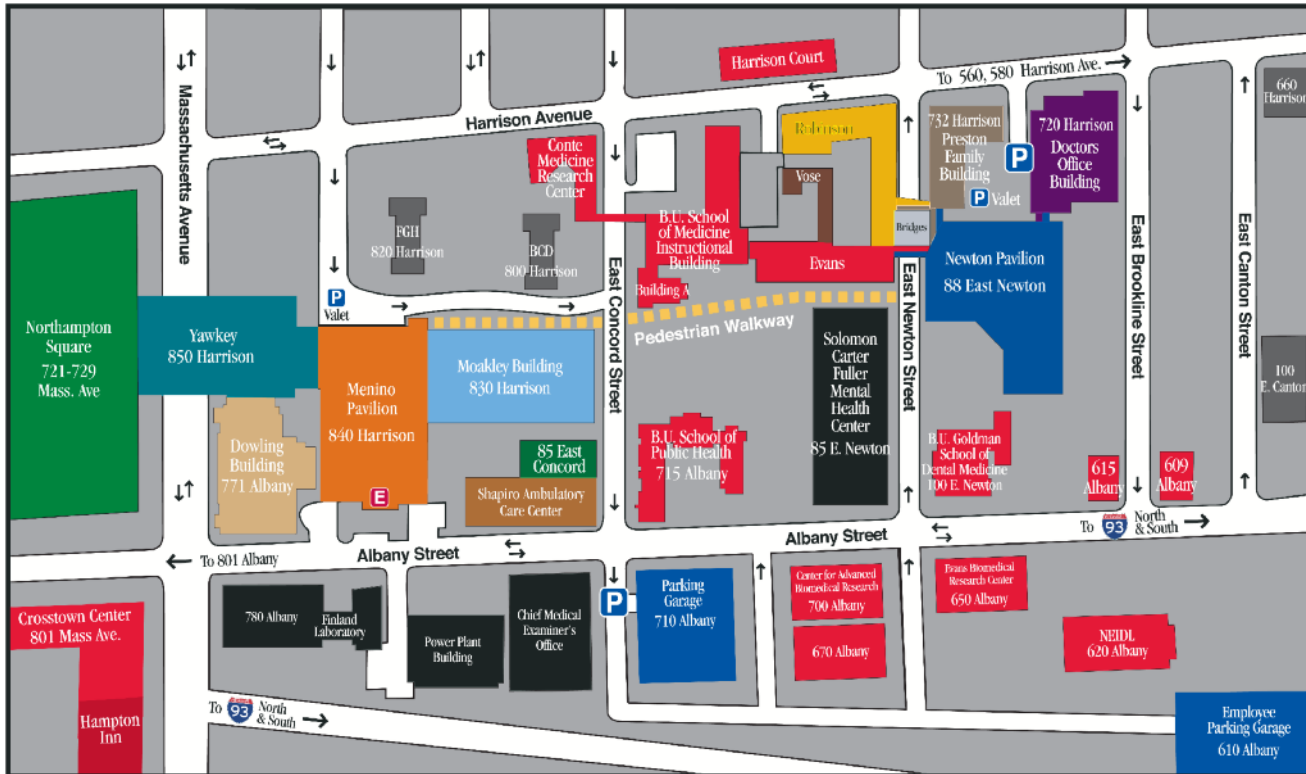 Harrison Court
To 560, 580 Harrison Ave.
660
Harrison
Massachusetts Avenue
Harrison Avenue
Robinson
732 Harrison
Preston
Family
Building
P
Valet
P
720 Harrison
Doctors
Office
Building
Conte
Medicine
Research
Center
Vose
FGH
820 Harrison
BCD
800 Harrison
B.U. School
of Medicine
Instructional
Building
Building A
Evans
Bridges
Newton Pavilion
88 East Newton
East Concord Street
East Newton Street
East Brookline Street
East Canton Street
P
Valet
Pedestrian Walkway
Northampton
Square
721-729
Mass. Ave
Yawkey
850 Harrison
Menino
Pavilion
840 Harrison
E
Moakley Building
830 Harrison
Solomon
Carter
Fuller
Mental
Health
Center
85 E. Newton
100
E. Canton
Dowling
Building
771 Albany
85 East
Concord
Shapiro Ambulatory
Care Center
B.U. School of
Public Health
715 Albany
B.U. Goldman
School of
Dental Medicine
100 E. Newton
615
Albany
609
Albany
To 801 Albany
Albany Street
Albany Street
To 93 North
& South
Crosstown Center
801 Mass Ave.
Hampton
Inn
780 Albany
Finland
Laboratory
Power Plant
Building
Chief Medical
Examiner's
Office
P
Parking
Garage
710 Albany
Center for Advanced
Biomedical Research
700 Albany
670 Albany
Evans Biomedical
Research Center
650 Albany
NEIDL
620 Albany
To 93 North
& South
Employee
Parking Garage
610 Albany